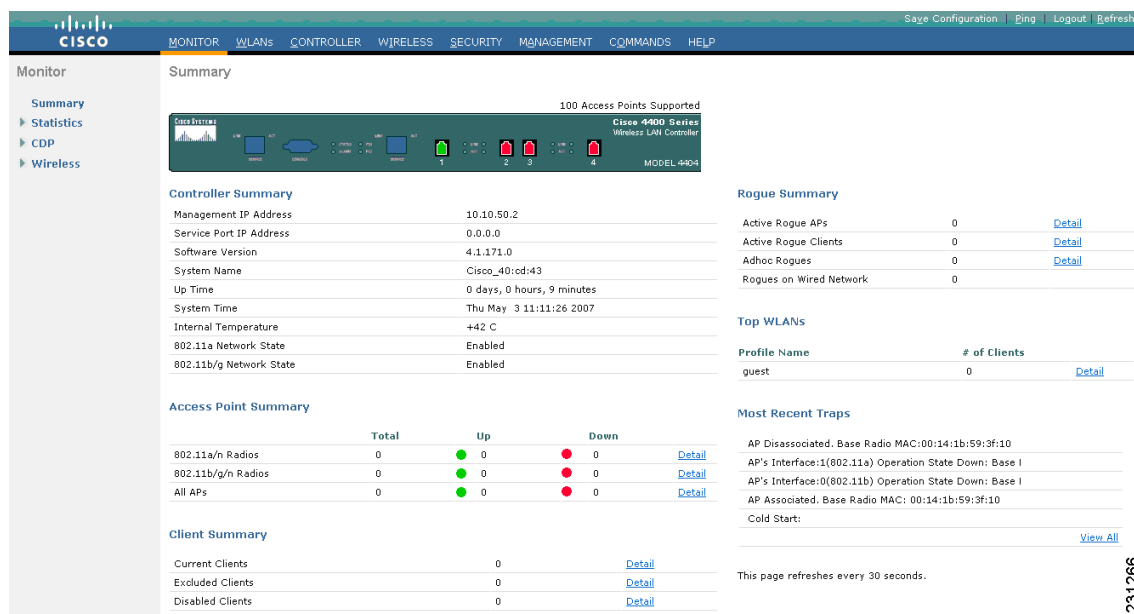 Save Configuration | Ping | Logout | Refresh
CISCO
MONITOR WLANs CONTROLLER WIRELESS SECURITY MANAGEMENT COMMANDS HELP
Monitor
Summary
Statistics
CDP
Wireless
Summary
100 Access Points Supported
CISCO SYSTEMS
Cisco 4400 Series
Wireless LAN Controller
1 2 3 4
MODEL 4404
Controller Summary
Management IP Address 10.10.50.2
Service Port IP Address 0.0.0.0
Software Version 4.1.171.0
System Name Cisco_40:cd:43
Up Time 0 days, 0 hours, 9 minutes
System Time Thu May 3 11:11:26 2007
Internal Temperature +42 C
802.11a Network State Enabled
802.11b/g Network State Enabled
Access Point Summary
Total Up Down
802.11a/n Radios 0 0 0 Detail
802.11b/g/n Radios 0 0 0 Detail
All APs 0 0 0 Detail
Client Summary
Current Clients 0 Detail
Excluded Clients 0 Detail
Disabled Clients 0 Detail
Rogue Summary
Active Rogue APs 0 Detail
Active Rogue Clients 0 Detail
Adhoc Rogues 0 Detail
Rogues on Wired Network 0
Top WLANs
Profile Name # of Clients
guest 0 Detail
Most Recent Traps
AP Disassociated. Base Radio MAC:00:14:1b:59:3f:10
AP's Interface:1(802.11a) Operation State Down: Base I
AP's Interface:0(802.11b) Operation State Down: Base I
AP Associated. Base Radio MAC: 00:14:1b:59:3f:10
Cold Start:
View All
This page refreshes every 30 seconds.
231266